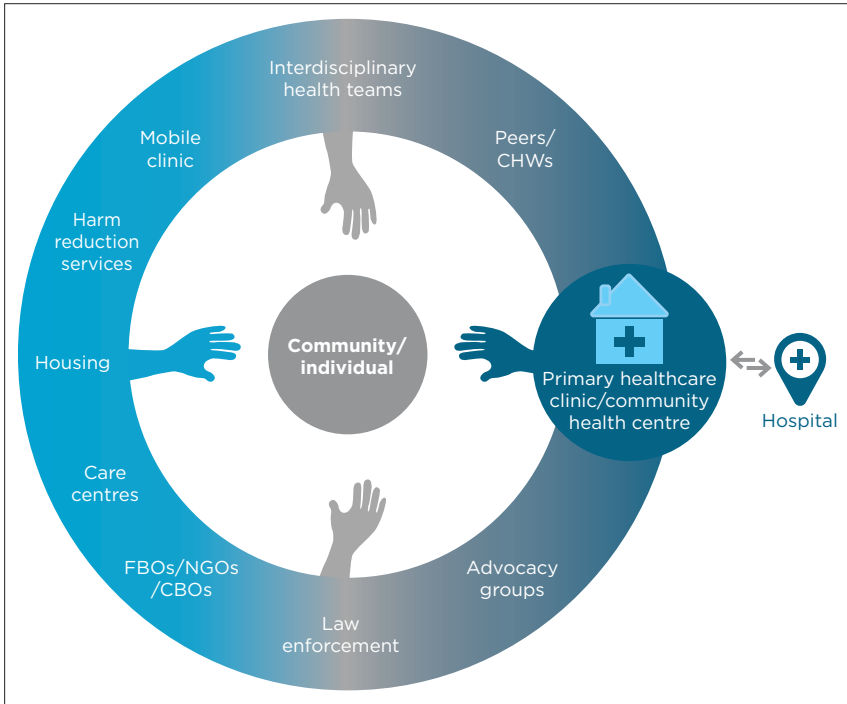 Interdisciplinary
health teams
Mobile
clinic
Peers/
CHWs
Harm
reduction
services
Housing
Community/
individual
Primary healthcare
clinic/community
health centre
Hospital
Care
centres
FBOs/NGOs
/CBOs
Advocacy
groups
Law
enforcement